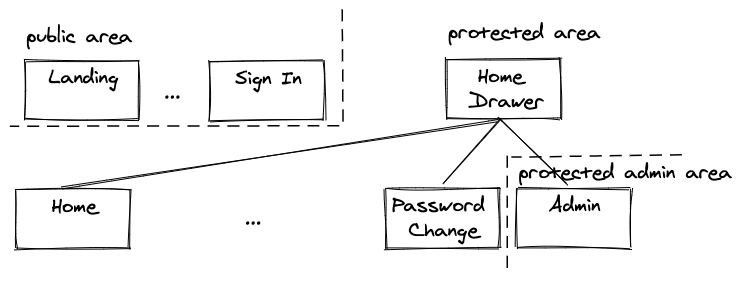 public area
protected area
Landing
...
Sign In
Home
Drawer
protected admin area
Home
...
Password
Change
Admin